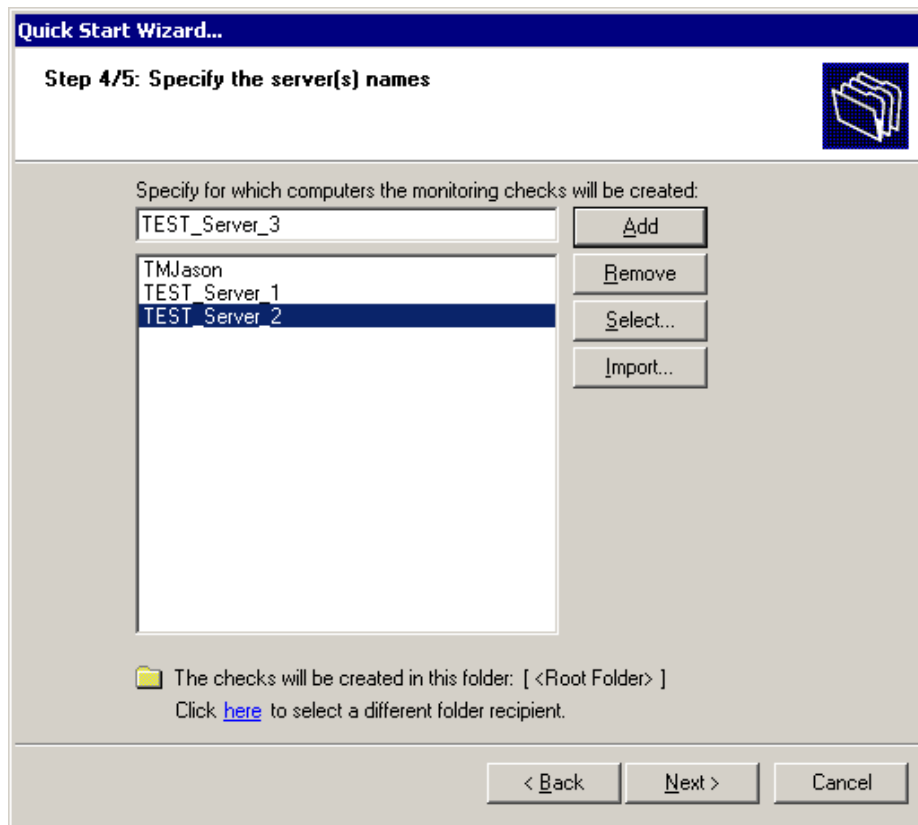 Quick Start Wizard...
Step 4/5: Specify the server(s) names
Specify for which computers the monitoring checks will be created:
TEST_Server_3
Add
TMJason
TEST_Server_1
TEST_Server_2
Remove
Select...
Import...
The checks will be created in this folder: [ <Root Folder> ]
Click here to select a different folder recipient.
< Back
Next >
Cancel